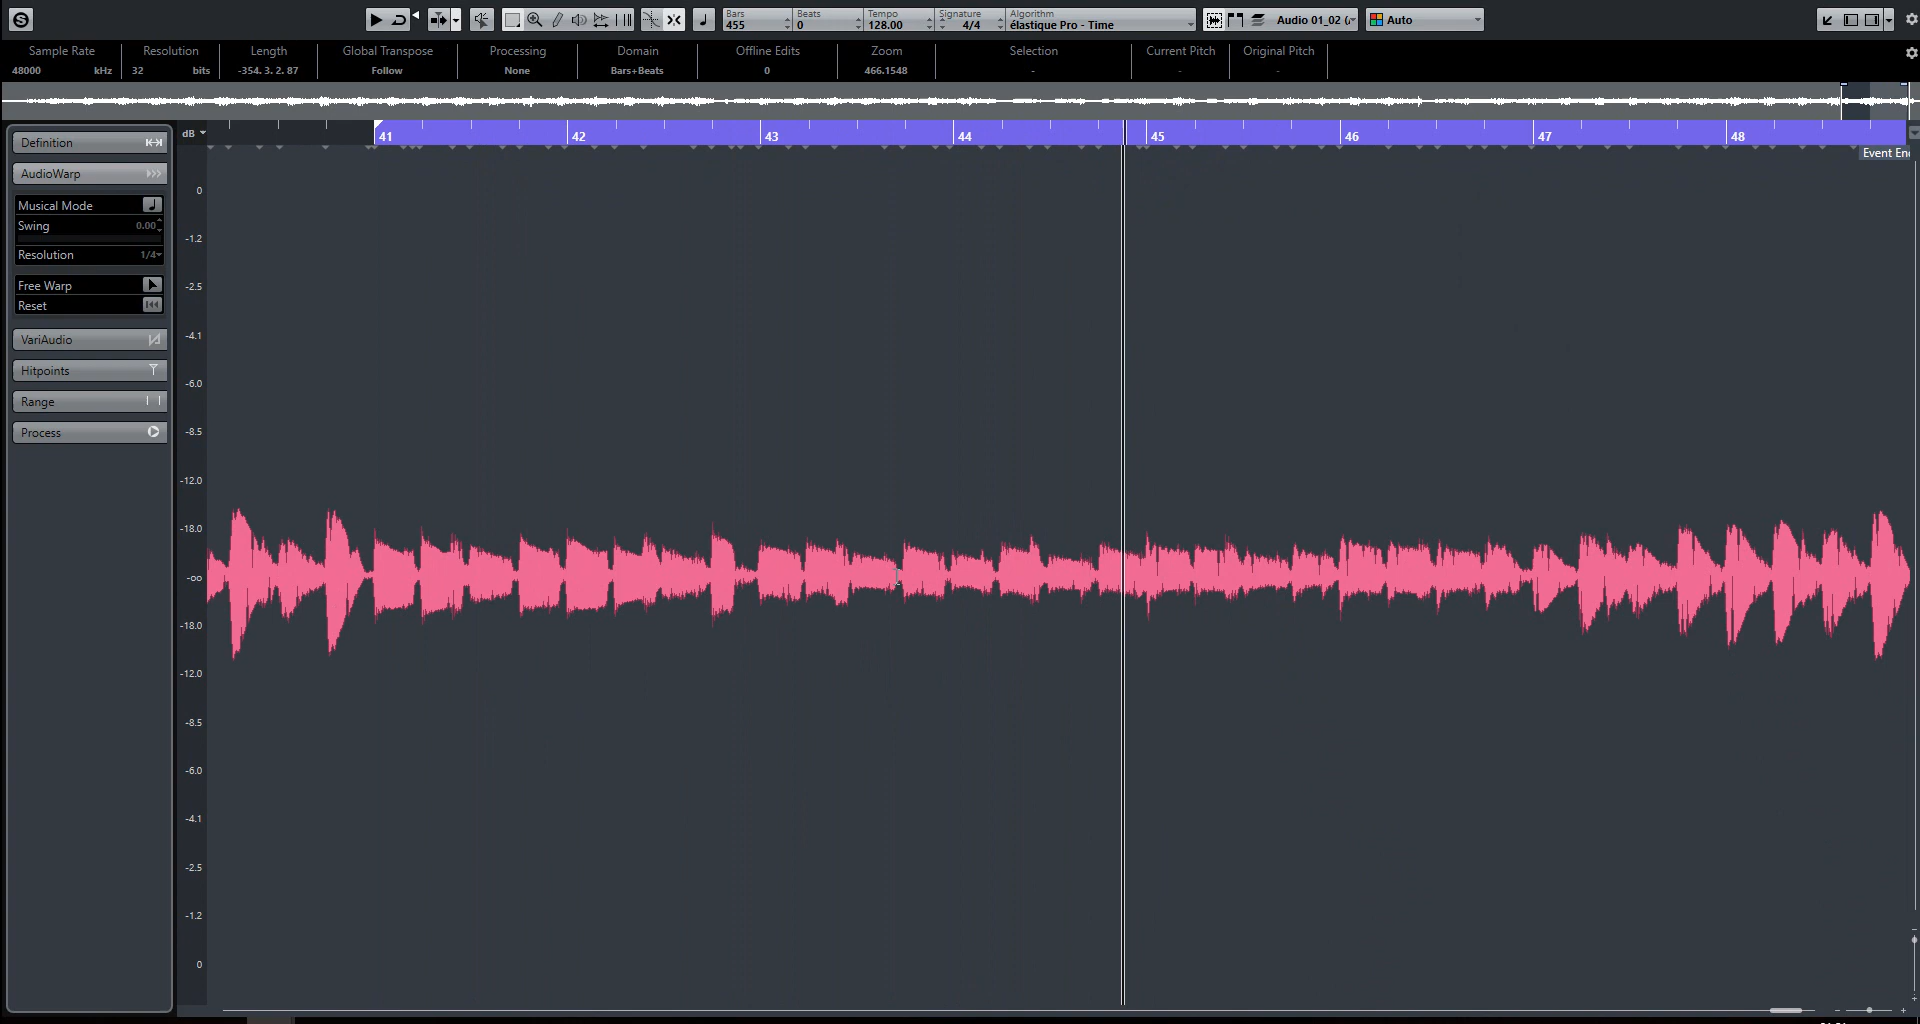 Bars Beats Tempo Signature Algorithm
455 0 128.00 4/4 élastique Pro - Time Audio 01_02 (. Auto
Sample Rate Resolution Length Global Transpose Processing Domain Offline Edits Zoom Selection Current Pitch Original Pitch
48000 kHz 32 bits -354. 3. 2. 87 Follow None Bars+Beats 0 466.1548 - - -
dB 41 42 43 44 45 46 47 48
Event En
Definition
AudioWarp
Musical Mode
Swing 0.00
Resolution 1/4
Free Warp
Reset
VariAudio
Hitpoints
Range
Process
0
-1.2
-2.5
-4.1
-6.0
-8.5
-12.0
-18.0
-oo
-18.0
-12.0
-8.5
-6.0
-4.1
-2.5
-1.2
0